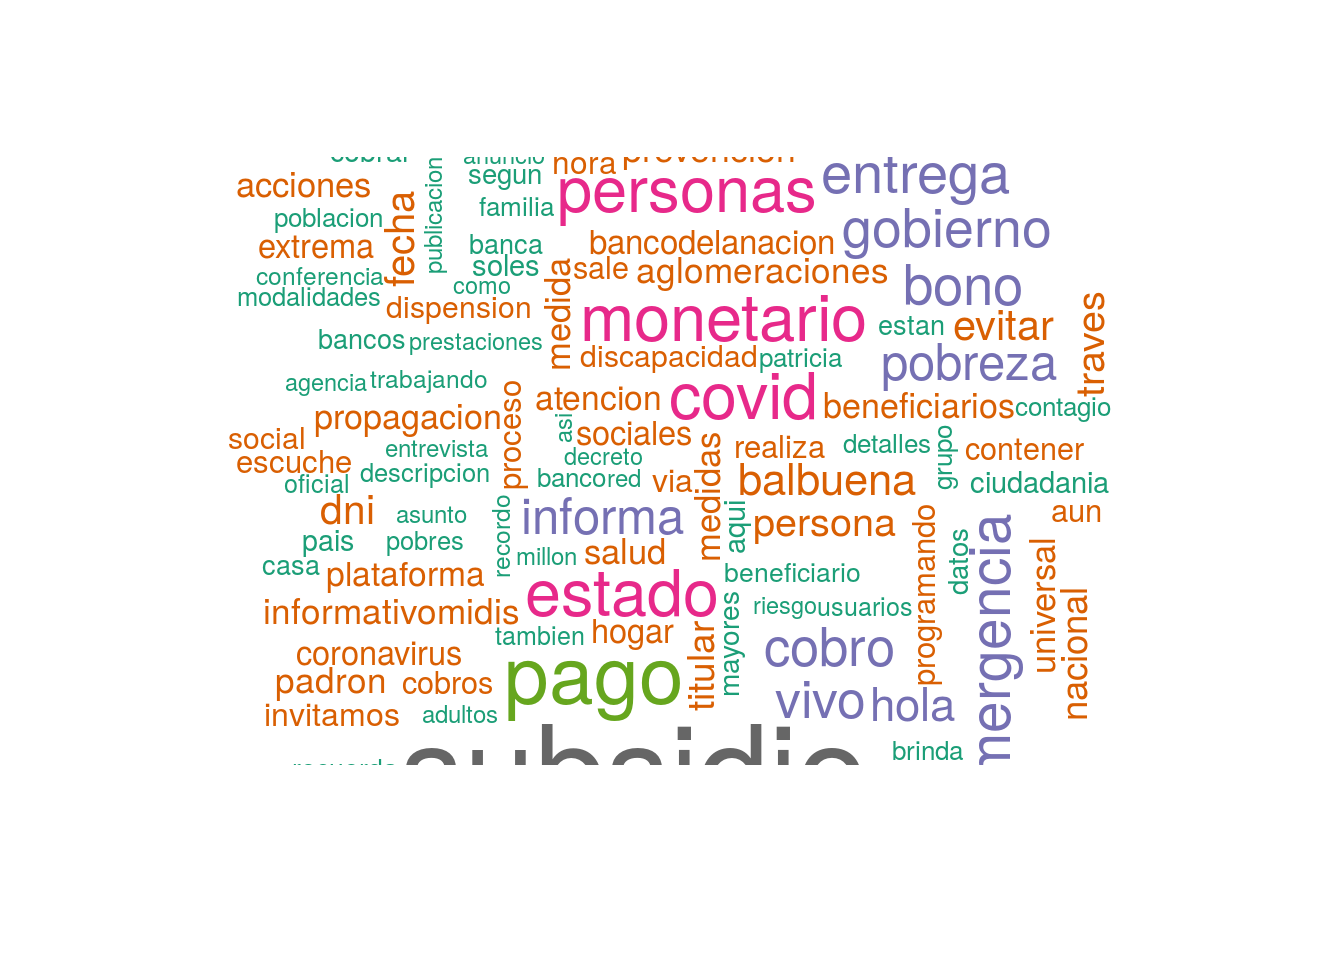 cobrar
anuncio
hora
prevencion
entrega
acciones
segun
personas
publicacion
fecha
poblacion
familia
gobierno
extrema
banca
bancodelanacion
soles
sale
aglomeraciones
conferencia
como
bono
modalidades
dispension
medida
monetario
estan
evitar
traves
bancos
prestaciones
discapacidad
patricia
pobreza
agencia
trabajando
atencion
covid
beneficiarios
contagio
propagacion
proceso
asi
sociales
social
entrevista
realiza
detalles
grupo
contener
escuche
descripcion
decreto
oficial
bancored
via
medidas
balbuena
ciudadania
dni
asunto
recordo
informa
aqui
persona
programando
aun
pais
pobres
millon
salud
datos
casa
plataforma
estado
beneficiario
mergencia
universal
informativomidis
riesgo
usuarios
nacional
tambien
hogar
titular
mayores
cobro
coronavirus
pago
padron
cobros
vivo
hola
invitamos
adultos
brinda
recuerda
subsidio